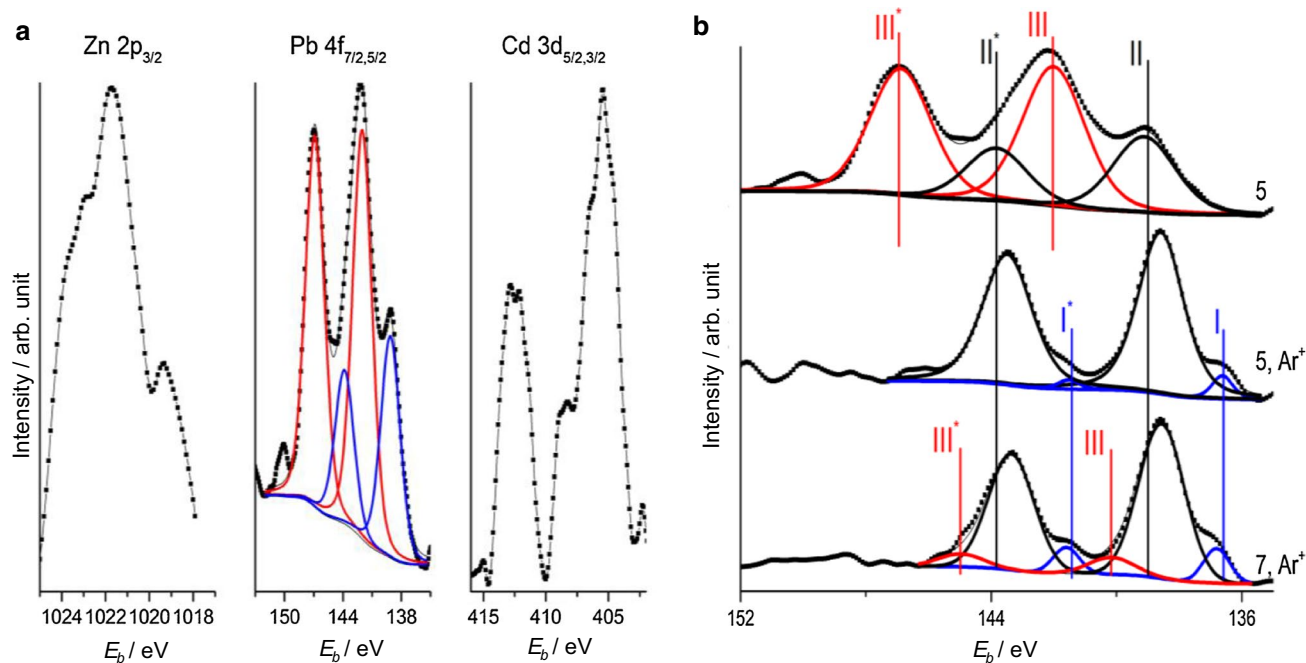 a
Zn 2p3/2
Pb 4f7/2,5/2
Cd 3d5/2,3/2
Intensity / arb. unit
1024 1022 1020 1018
150 144 138
415 410 405
Eb / eV
Eb / eV
Eb / eV
b
III* III
II* II
5
I* I
5, Ar+
III* III
7, Ar+
Intensity / arb. unit
152 144 136
Eb / eV